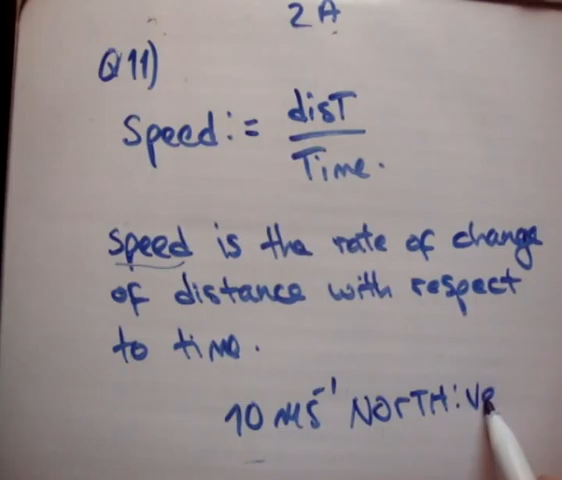 2A
Q11)
Speed := disT
Time.
Speed is the rate of change
of distance with respect
to time.
10 ms⁻¹ NorTH: Ve